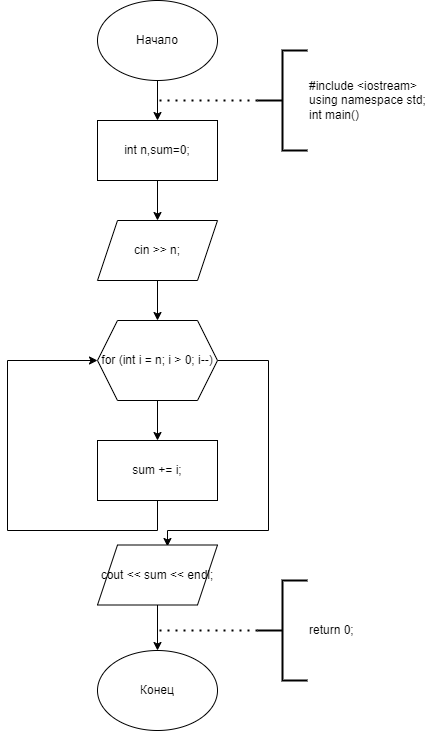 Начало
#include <iostream>
using namespace std;
int main()
int n,sum=0;
cin >> n;
for (int i = n; i > 0; i--)
sum += i;
cout << sum << endl;
return 0;
Конец